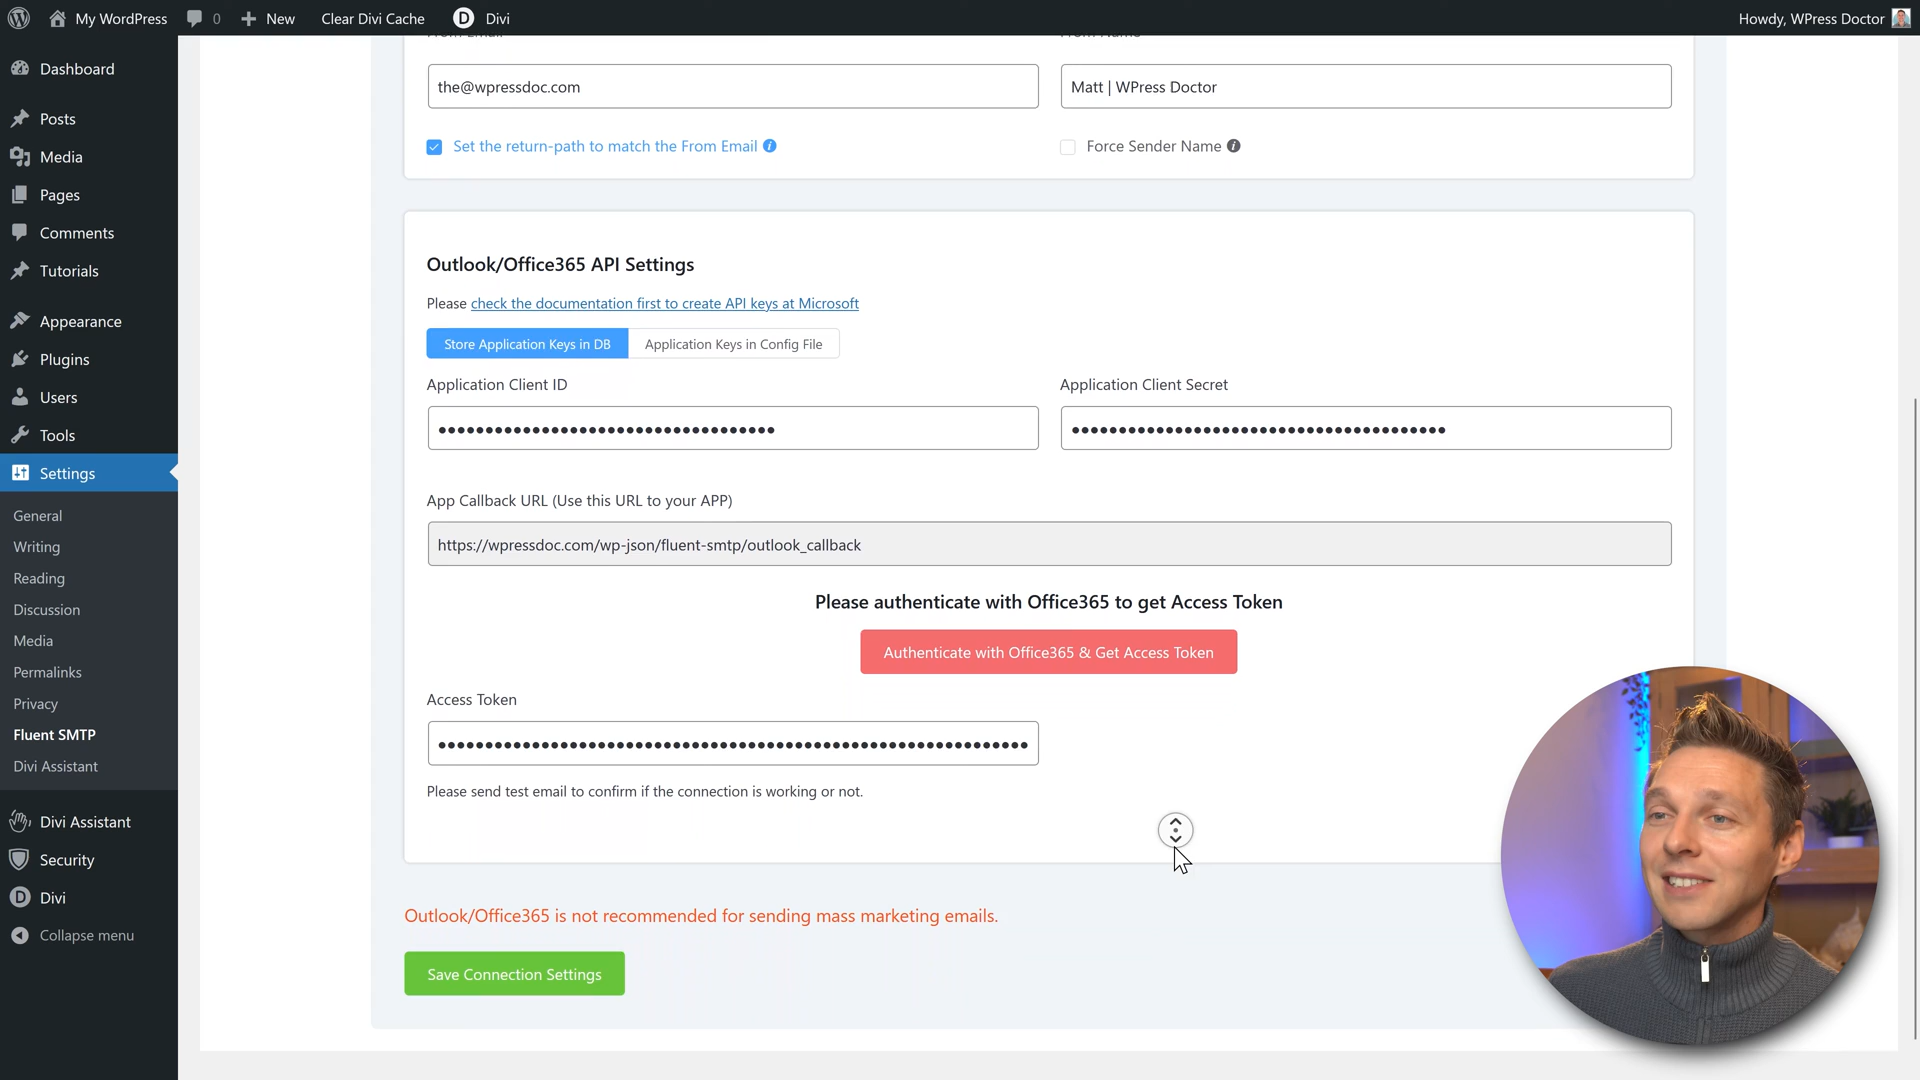 My WordPress
0
New
Clear Divi Cache
Divi
Howdy, WPress Doctor
Dashboard
Posts
Media
Pages
Comments
Tutorials
Appearance
Plugins
Users
Tools
Settings
General
Writing
Reading
Discussion
Media
Permalinks
Privacy
Fluent SMTP
Divi Assistant
Divi Assistant
Security
Divi
Collapse menu
From Email
From Name
the@wpressdoc.com
Matt | WPress Doctor
Set the return-path to match the From Email
Force Sender Name
Outlook/Office365 API Settings
Please check the documentation first to create API keys at Microsoft
Store Application Keys in DB
Application Keys in Config File
Application Client ID
Application Client Secret
App Callback URL (Use this URL to your APP)
https://wpressdoc.com/wp-json/fluent-smtp/outlook_callback
Please authenticate with Office365 to get Access Token
Authenticate with Office365 & Get Access Token
Access Token
Please send test email to confirm if the connection is working or not.
Outlook/Office365 is not recommended for sending mass marketing emails.
Save Connection Settings